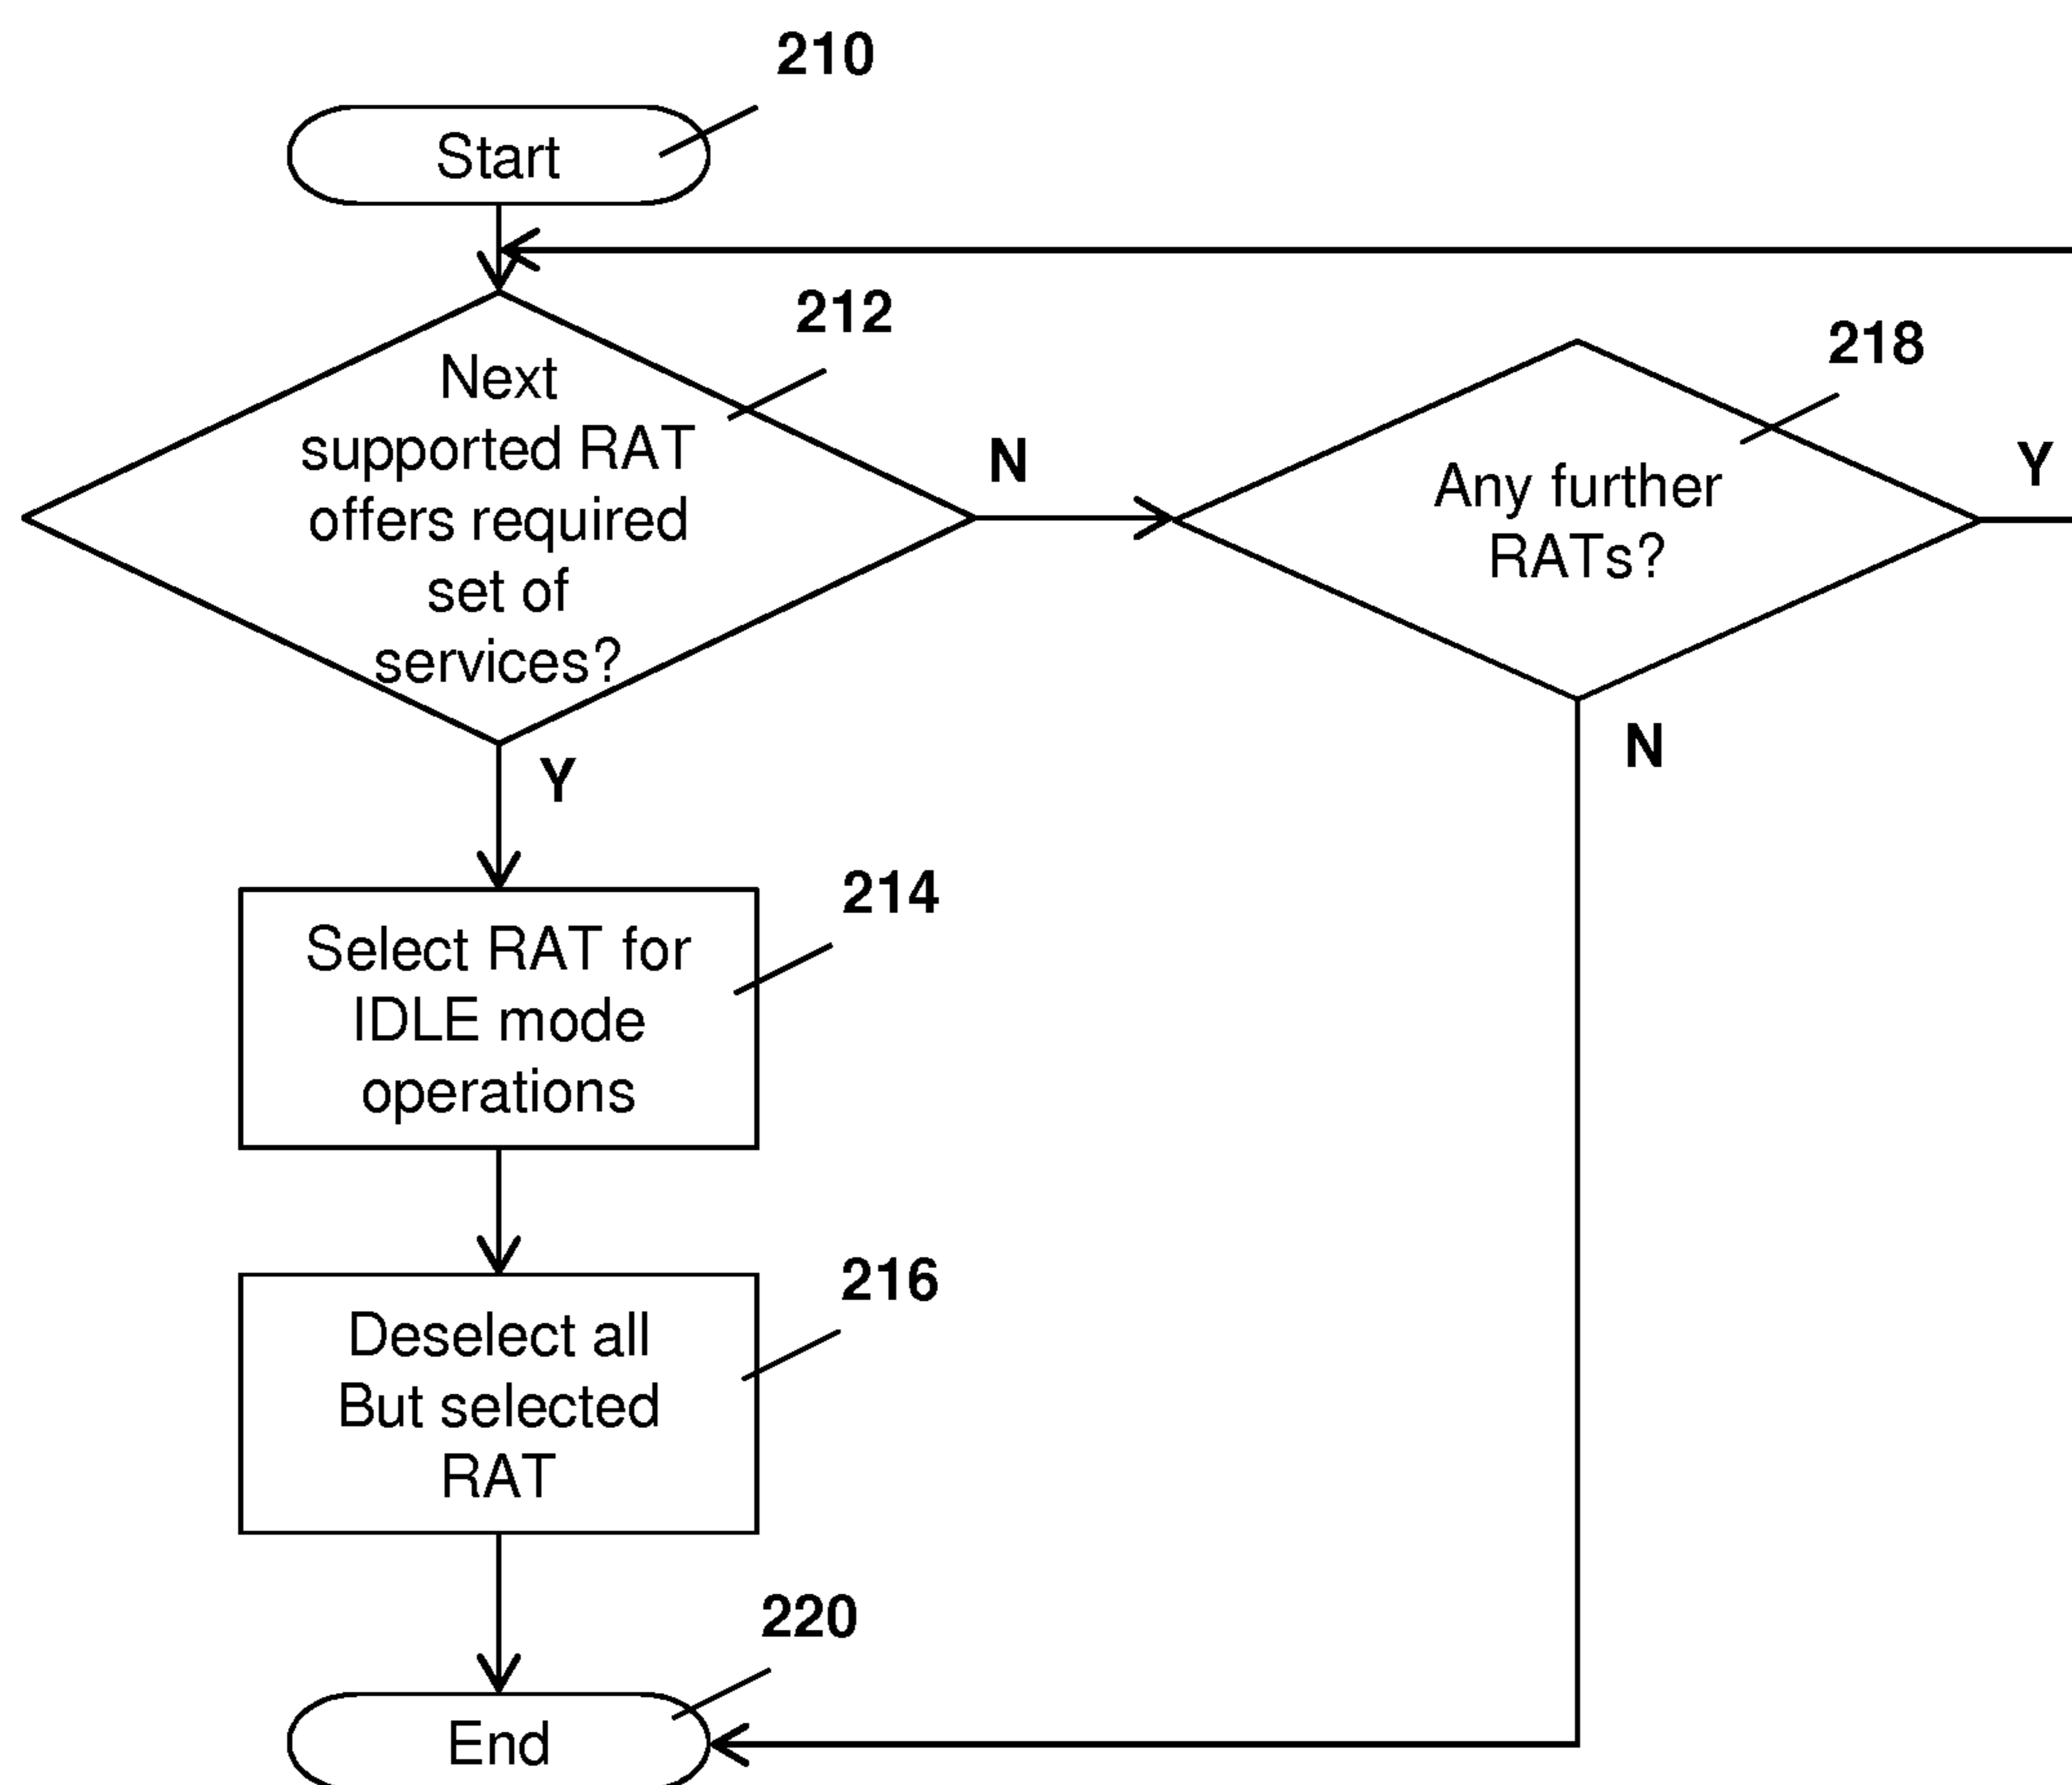 210
Start
212
Next
supported RAT
offers required
set of
services?
N
218
Any further
RATs?
Y
N
Y
214
Select RAT for
IDLE mode
operations
216
Deselect all
But selected
RAT
220
End